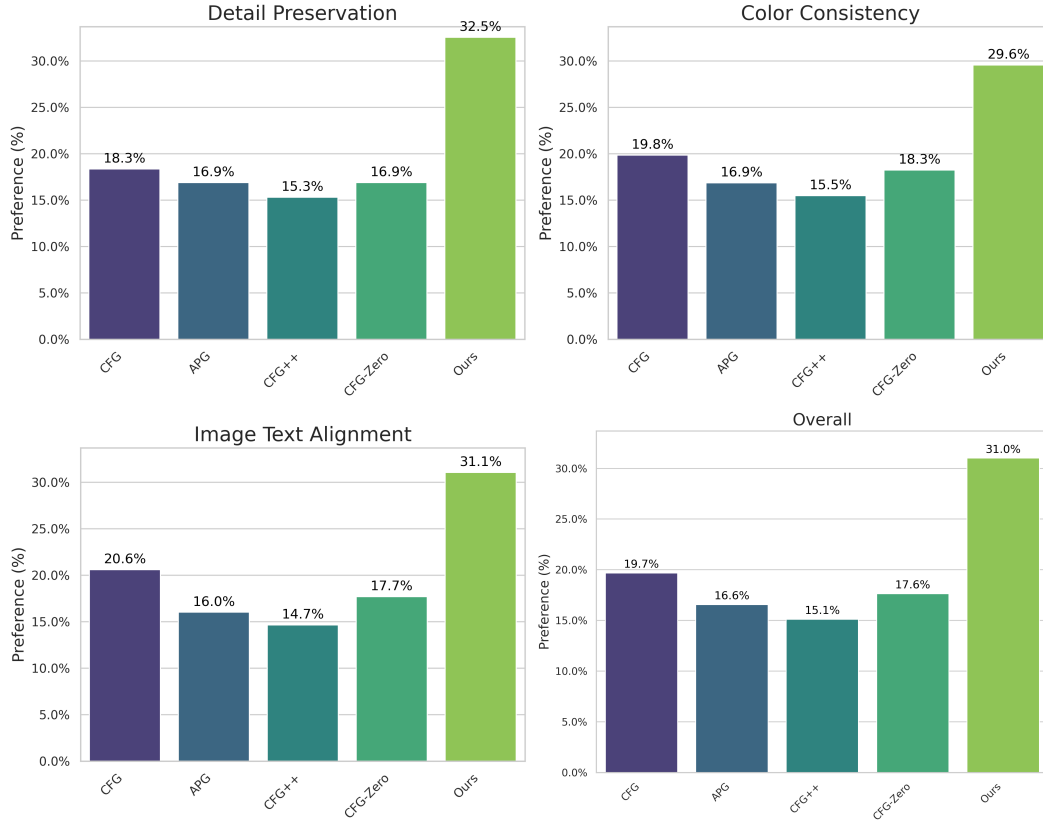 Detail Preservation
Preference (%)
30.0%
25.0%
20.0%
15.0%
10.0%
5.0%
0.0%
18.3%
16.9%
15.3%
16.9%
32.5%
CFG
APG
CFG++
CFG-Zero
Ours
Color Consistency
Preference (%)
30.0%
25.0%
20.0%
15.0%
10.0%
5.0%
0.0%
19.8%
16.9%
15.5%
18.3%
29.6%
CFG
APG
CFG++
CFG-Zero
Ours
Image Text Alignment
Preference (%)
30.0%
25.0%
20.0%
15.0%
10.0%
5.0%
0.0%
20.6%
16.0%
14.7%
17.7%
31.1%
CFG
APG
CFG++
CFG-Zero
Ours
Overall
Preference (%)
30.0%
25.0%
20.0%
15.0%
10.0%
5.0%
0.0%
19.7%
16.6%
15.1%
17.6%
31.0%
CFG
APG
CFG++
CFG-Zero
Ours